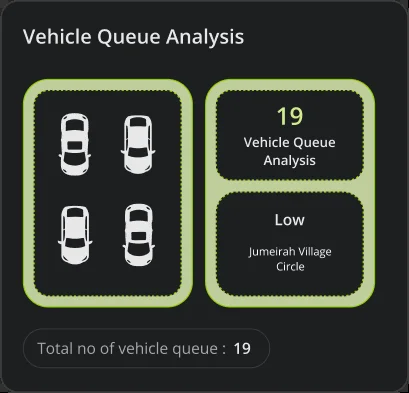 Vehicle Queue Analysis
19
Vehicle Queue
Analysis
Low
Jumeirah Village
Circle
Total no of vehicle queue : 19